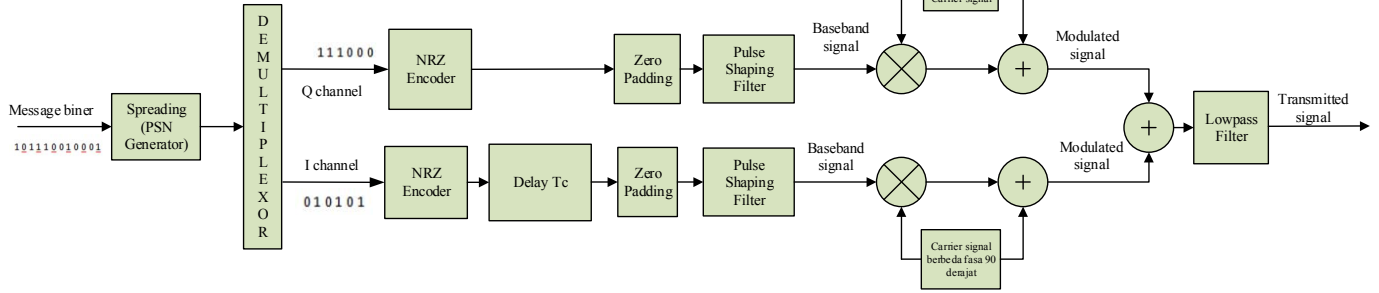 Carrier signal
Message biner
101110010001
Spreading
(PSN
Generator)
D
E
M
U
L
T
I
P
L
E
X
O
R
111000
Q channel
NRZ
Encoder
Zero
Padding
Pulse
Shaping
Filter
Baseband
signal
+
Modulated
signal
I channel
010101
NRZ
Encoder
Delay Tc
Zero
Padding
Pulse
Shaping
Filter
Baseband
signal
+
Modulated
signal
Carrier signal
berbeda fasa 90
derajat
+
Lowpass
Filter
Transmitted
signal